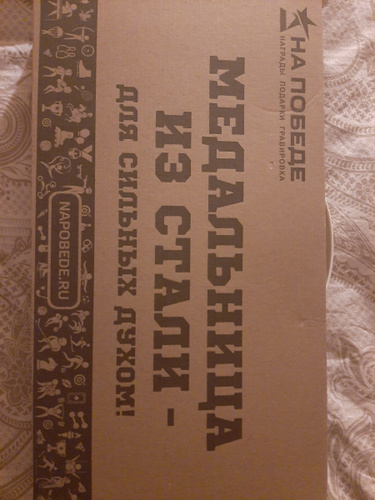 НА ПОБЕДЕ
НАГРАДЫ ПОДАРКИ ГРАВИРОВКА
МЕДАЛЬНИЦА
ИЗ СТАЛИ -
ДЛЯ СИЛЬНЫХ ДУХОМ!
NAPOBEDE.RU